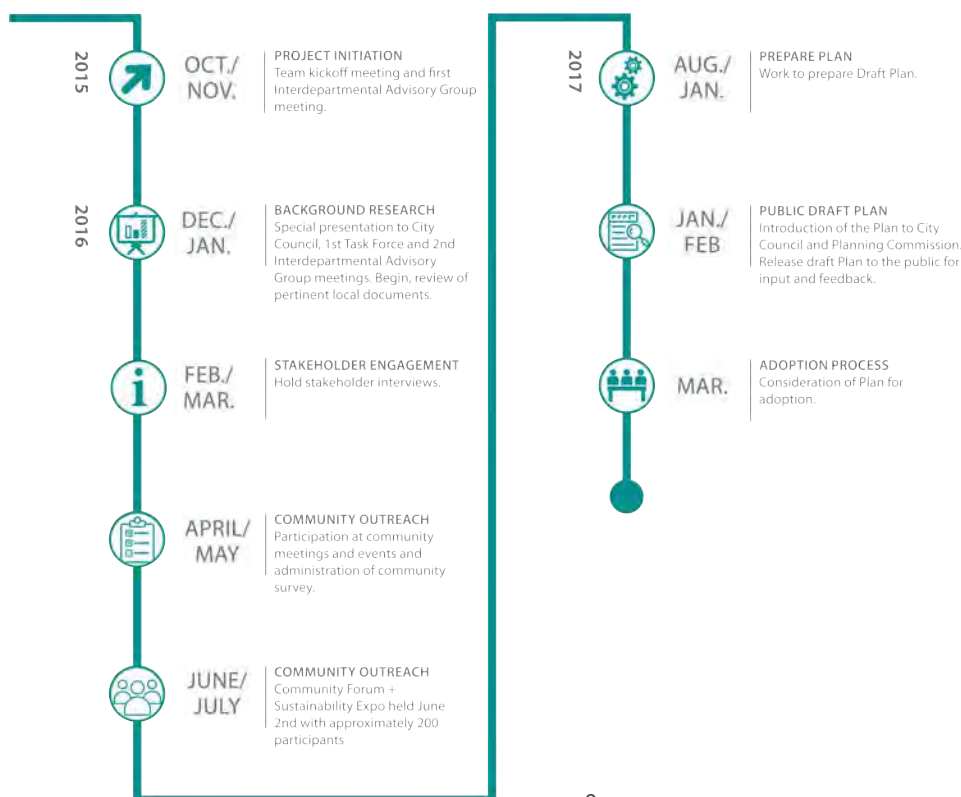 2015
OCT./
NOV.
PROJECT INITIATION
Team kickoff meeting and first
Interdepartmental Advisory Group
meeting.
2016
DEC./
JAN.
BACKGROUND RESEARCH
Special presentation to City
Council, 1st Task Force and 2nd
Interdepartmental Advisory
Group meetings. Begin, review of
pertinent local documents.
FEB./
MAR.
STAKEHOLDER ENGAGEMENT
Hold stakeholder interviews.
APRIL/
MAY
COMMUNITY OUTREACH
Participation at community
meetings and events and
administration of community
survey.
JUNE/
JULY
COMMUNITY OUTREACH
Community Forum +
Sustainability Expo held June
2nd with approximately 200
participants
2017
AUG./
JAN.
PREPARE PLAN
Work to prepare Draft Plan.
JAN./
FEB
PUBLIC DRAFT PLAN
Introduction of the Plan to City
Council and Planning Commission.
Release draft Plan to the public for
input and feedback.
MAR.
ADOPTION PROCESS
Consideration of Plan for
adoption.